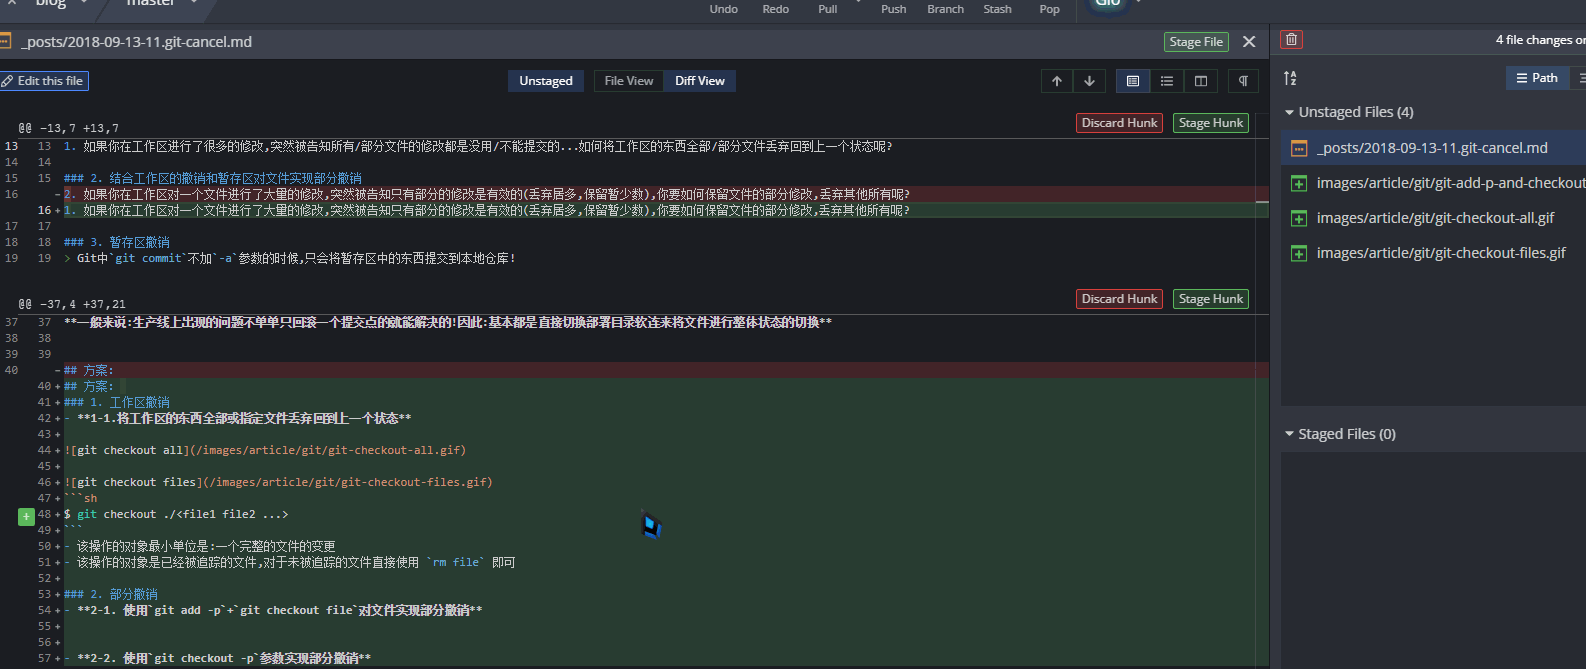 blog
master
Undo
Redo
Pull
Push
Branch
Stash
Pop
Glo
_posts/2018-09-13-11.git-cancel.md
Stage File
4 file changes on
Edit this file
Unstaged
File View
Diff View
Path
@@ -13,7 +13,7
Discard Hunk
Stage Hunk
13 13 1. 如果你在工作区进行了很多的修改,突然被告知所有/部分文件的修改都是没用/不能提交的...如何将工作区的东西全部/部分文件丢弃回到上一个状态呢?
14 14
15 15 ### 2. 结合工作区的撤销和暂存区对文件实现部分撤销
16 -2. 如果你在工作区对一个文件进行了大量的修改,突然被告知只有部分的修改是有效的(丢弃居多,保留暂少数),你要如何保留文件的部分修改,丢弃其他所有呢?
16 +1. 如果你在工作区对一个文件进行了大量的修改,突然被告知只有部分的修改是有效的(丢弃居多,保留暂少数),你要如何保留文件的部分修改,丢弃其他所有呢?
17 17
18 18 ### 3. 暂存区撤销
19 19 > Git中`git commit`不加`-a`参数的时候,只会将暂存区中的东西提交到本地仓库!
@@ -37,4 +37,21
Discard Hunk
Stage Hunk
37 37 **一般来说:生产线上出现的问题不单单只回滚一个提交点的就能解决的!因此:基本都是直接切换部署目录软连来将文件进行整体状态的切换**
38 38
39 39
40 -## 方案:
40 +## 方案:
41 +### 1. 工作区撤销
42 +- **1-1.将工作区的东西全部或指定文件丢弃回到上一个状态**
43 +
44 +![git checkout all](/images/article/git/git-checkout-all.gif)
45 +
46 +![git checkout files](/images/article/git/git-checkout-files.gif)
47 +```sh
48 +$ git checkout ./<file1 file2 ...>
49 +```
50 +- 该操作的对象最小单位是:一个完整的文件的变更
51 +- 该操作的对象是已经被追踪的文件,对于未被追踪的文件直接使用 `rm file` 即可
52 +
53 +### 2. 部分撤销
54 +- **2-1. 使用`git add -p`+`git checkout file`对文件实现部分撤销**
55 +
56 +
57 +- **2-2. 使用`git checkout -p`参数实现部分撤销**
Unstaged Files (4)
_posts/2018-09-13-11.git-cancel.md
images/article/git/git-add-p-and-checkout
images/article/git/git-checkout-all.gif
images/article/git/git-checkout-files.gif
Staged Files (0)